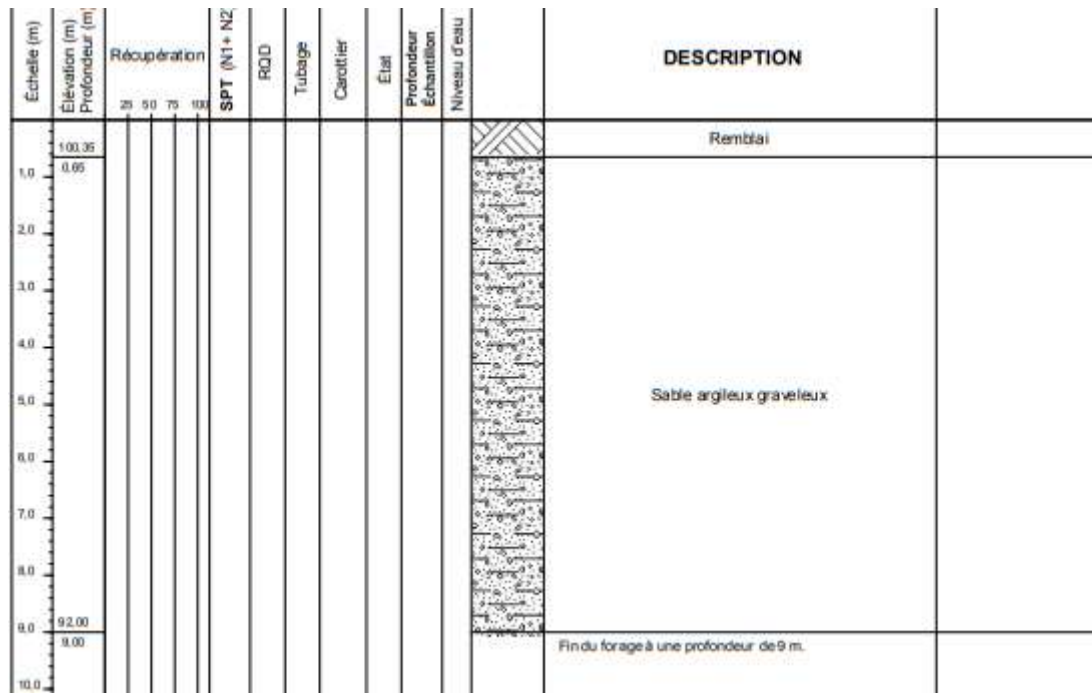 Échelle (m)
Élévation (m)
Profondeur (m)
Récupération
25 50 75 100
SPT (N1+ N2)
RQD
Tubage
Carottier
État
Profondeur
Échantillon
Niveau d'eau
DESCRIPTION
Remblai
100.35
0.65
1,0
2,0
3,0
4,0
Sable argileux graveleux
5,0
6,0
7,0
8,0
92.00
9,0
9.00
Fin du forage à une profondeur de 9 m.
10,0